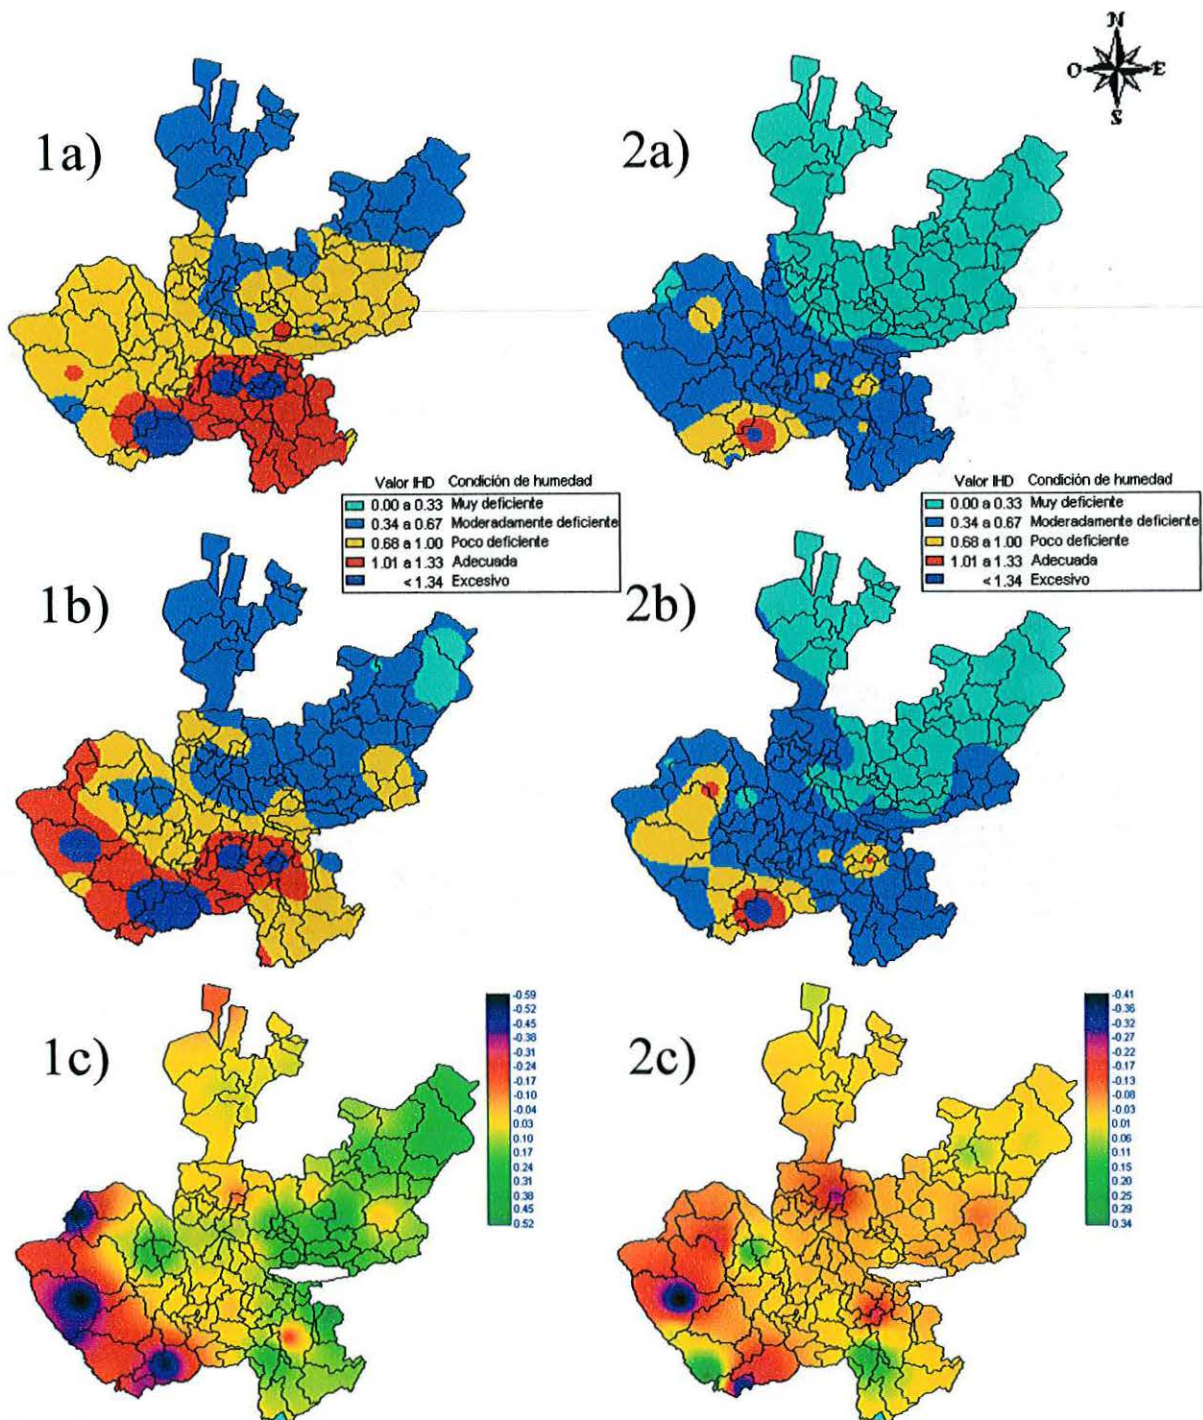 N
O E
S
1a)
2a)
Valor IHD Condición de humedad
0.00 a 0.33 Muy deficiente
0.34 a 0.67 Moderadamente deficiente
0.68 a 1.00 Poco deficiente
1.01 a 1.33 Adecuada
< 1.34 Excesivo
Valor IHD Condición de humedad
0.00 a 0.33 Muy deficiente
0.34 a 0.67 Moderadamente deficiente
0.68 a 1.00 Poco deficiente
1.01 a 1.33 Adecuada
< 1.34 Excesivo
1b)
2b)
1c)
-0.59
-0.52
-0.45
-0.38
-0.31
-0.24
-0.17
-0.10
-0.04
0.03
0.10
0.17
0.24
0.31
0.38
0.45
0.52
2c)
-0.41
-0.36
-0.32
-0.27
-0.22
-0.17
-0.13
-0.08
-0.03
0.01
0.06
0.11
0.15
0.20
0.25
0.29
0.34